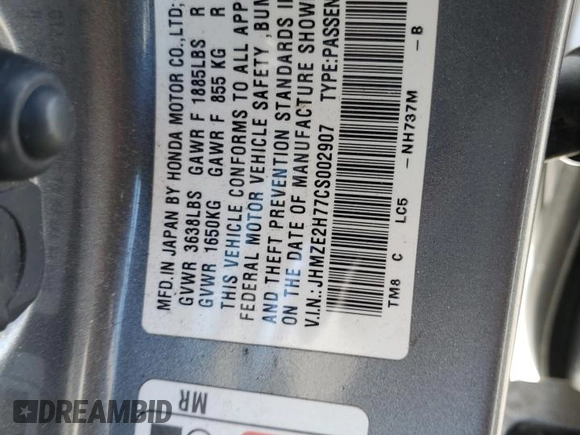 MFD.IN JAPAN BY HONDA MOTOR CO.,LTD;
GVWR 3638LBS GAWR F 1885LBS R
GVWR 1650KG GAWR F 855 KG R
THIS VEHICLE CONFORMS TO ALL APP
FEDERAL MOTOR VEHICLE SAFETY ,BUM
AND THEFT PREVENTION STANDARDS I
ON THE DATE OF MANUFACTURE SHOW
V.I.N.:JHMZE2H77CS002907 TYPE:PASSEN
TM8 C LC5 -NH737M -B
MR
DREAMBID